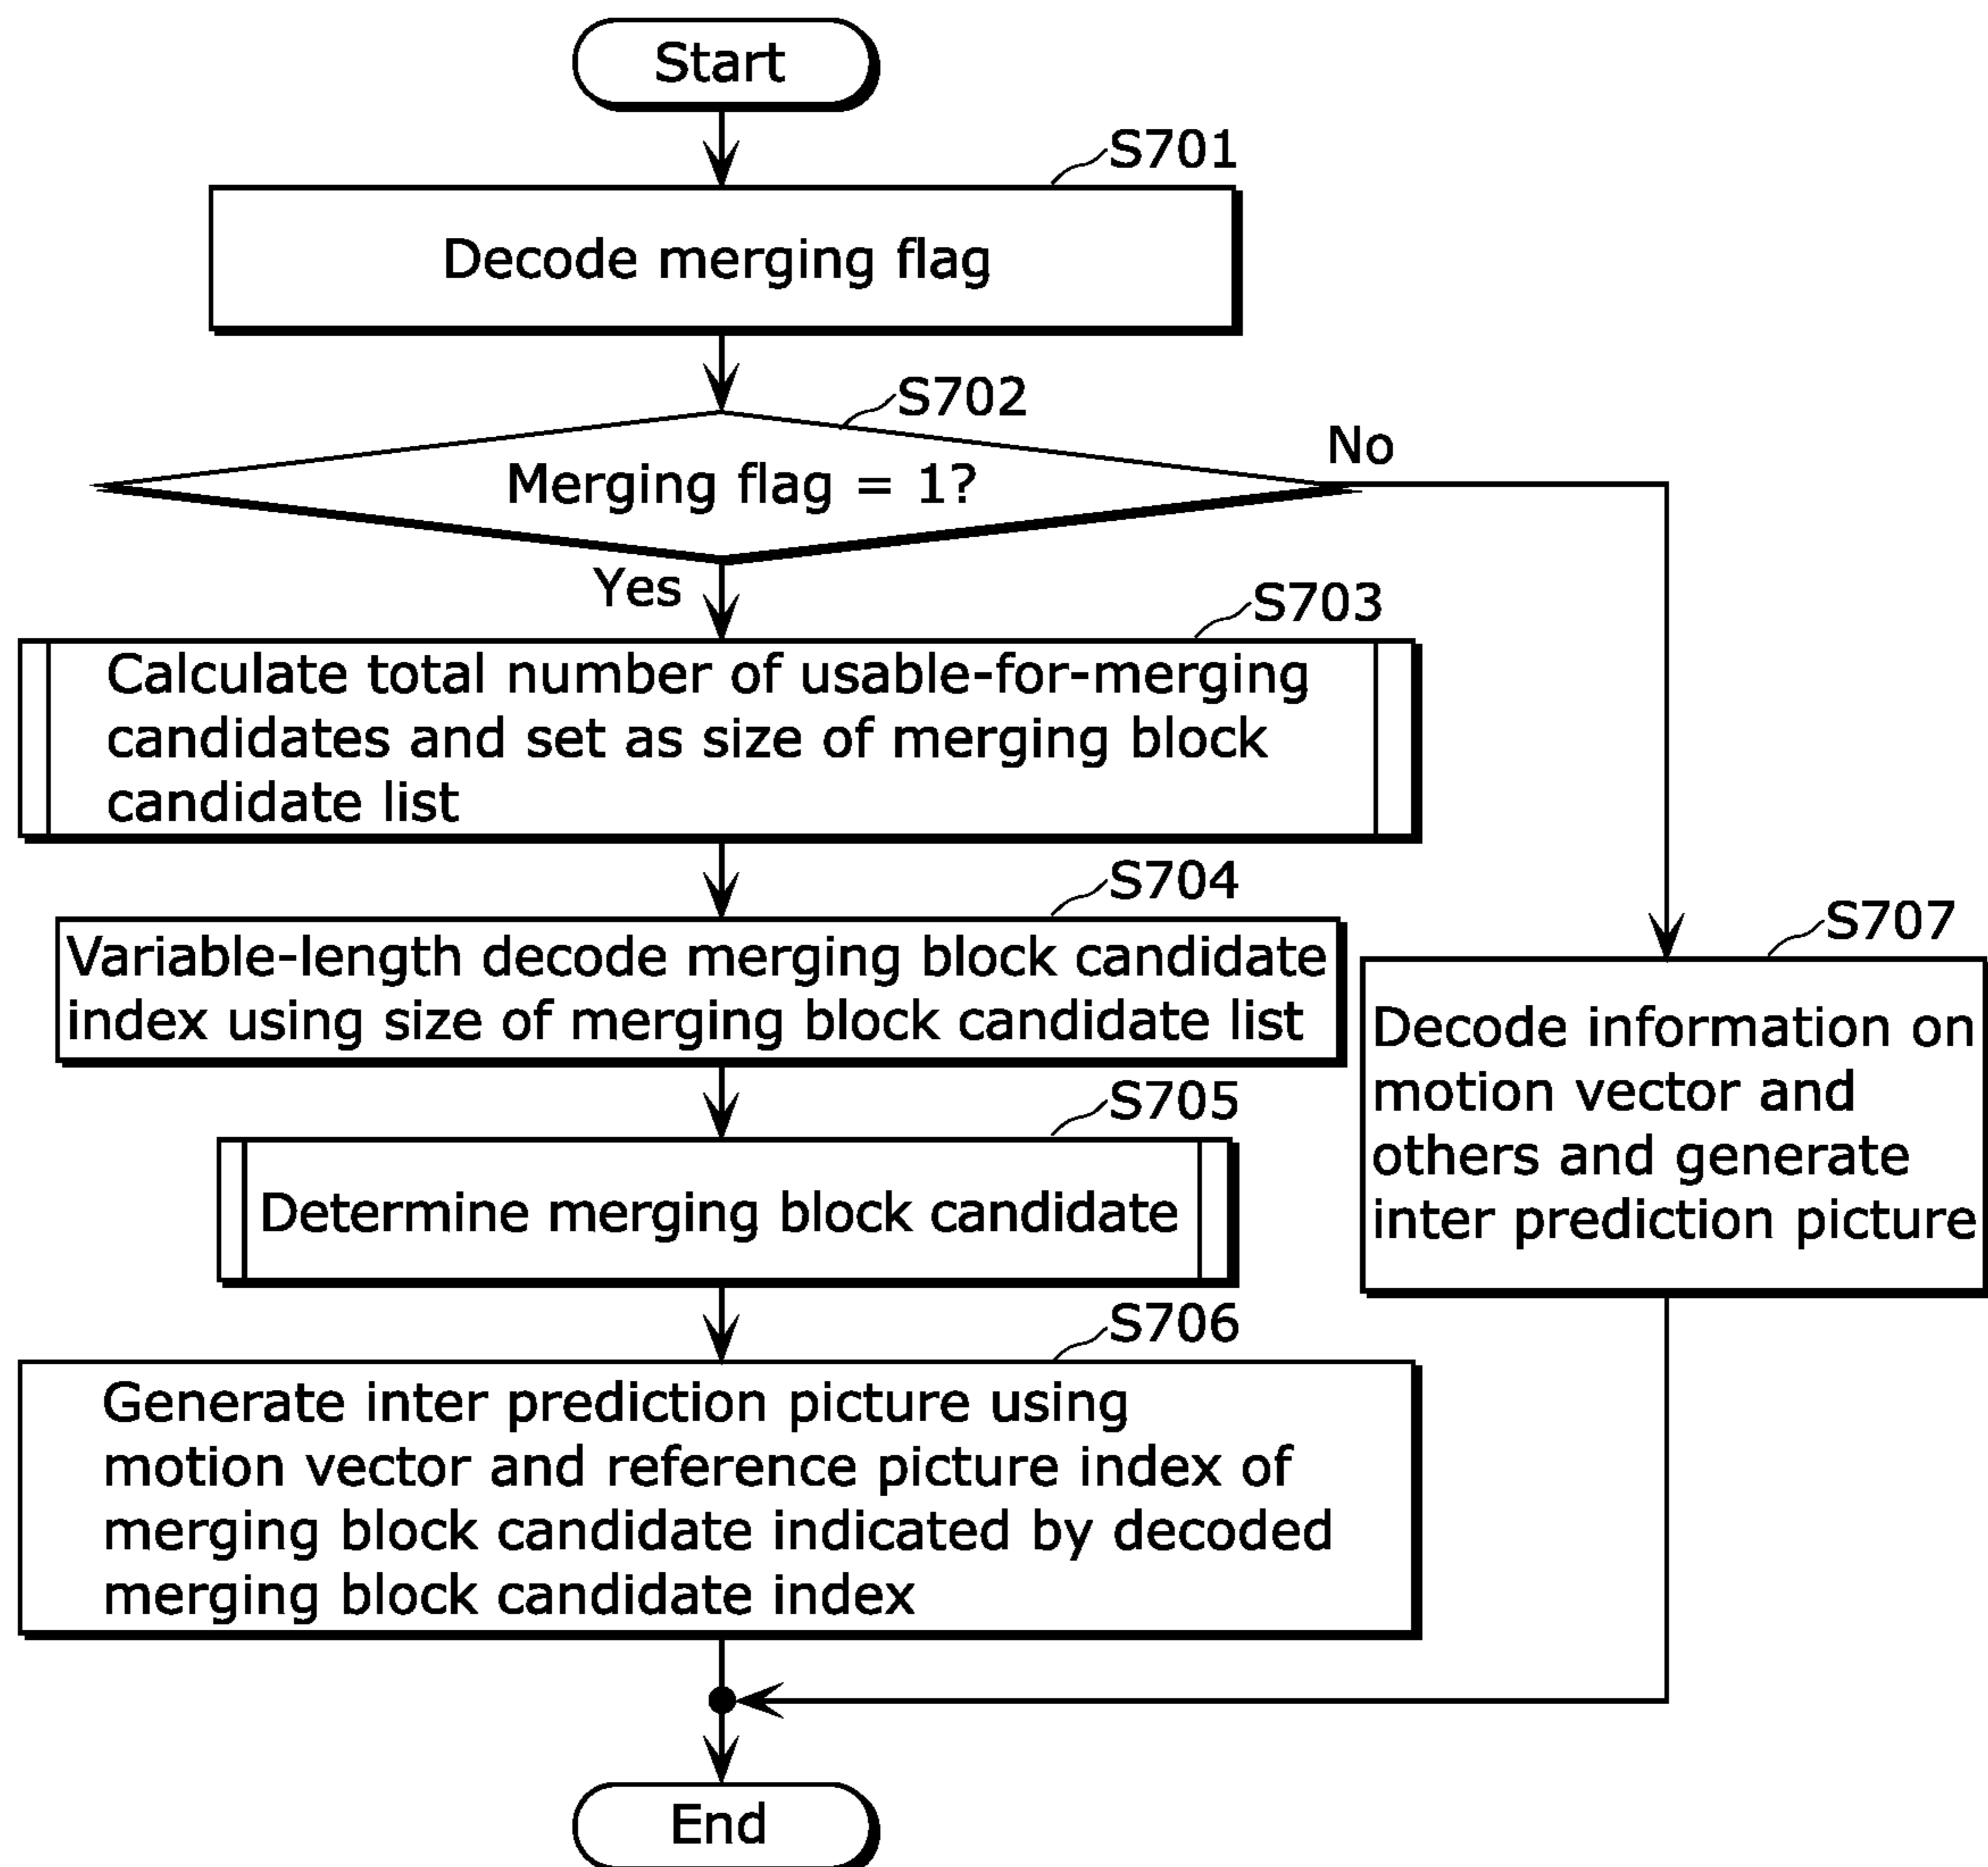 Start
S701
Decode merging flag
S702
Merging flag = 1?
No
Yes
S703
Calculate total number of usable-for-merging
candidates and set as size of merging block
candidate list
S704
Variable-length decode merging block candidate
index using size of merging block candidate list
S707
Decode information on
motion vector and
others and generate
inter prediction picture
S705
Determine merging block candidate
S706
Generate inter prediction picture using
motion vector and reference picture index of
merging block candidate indicated by decoded
merging block candidate index
End